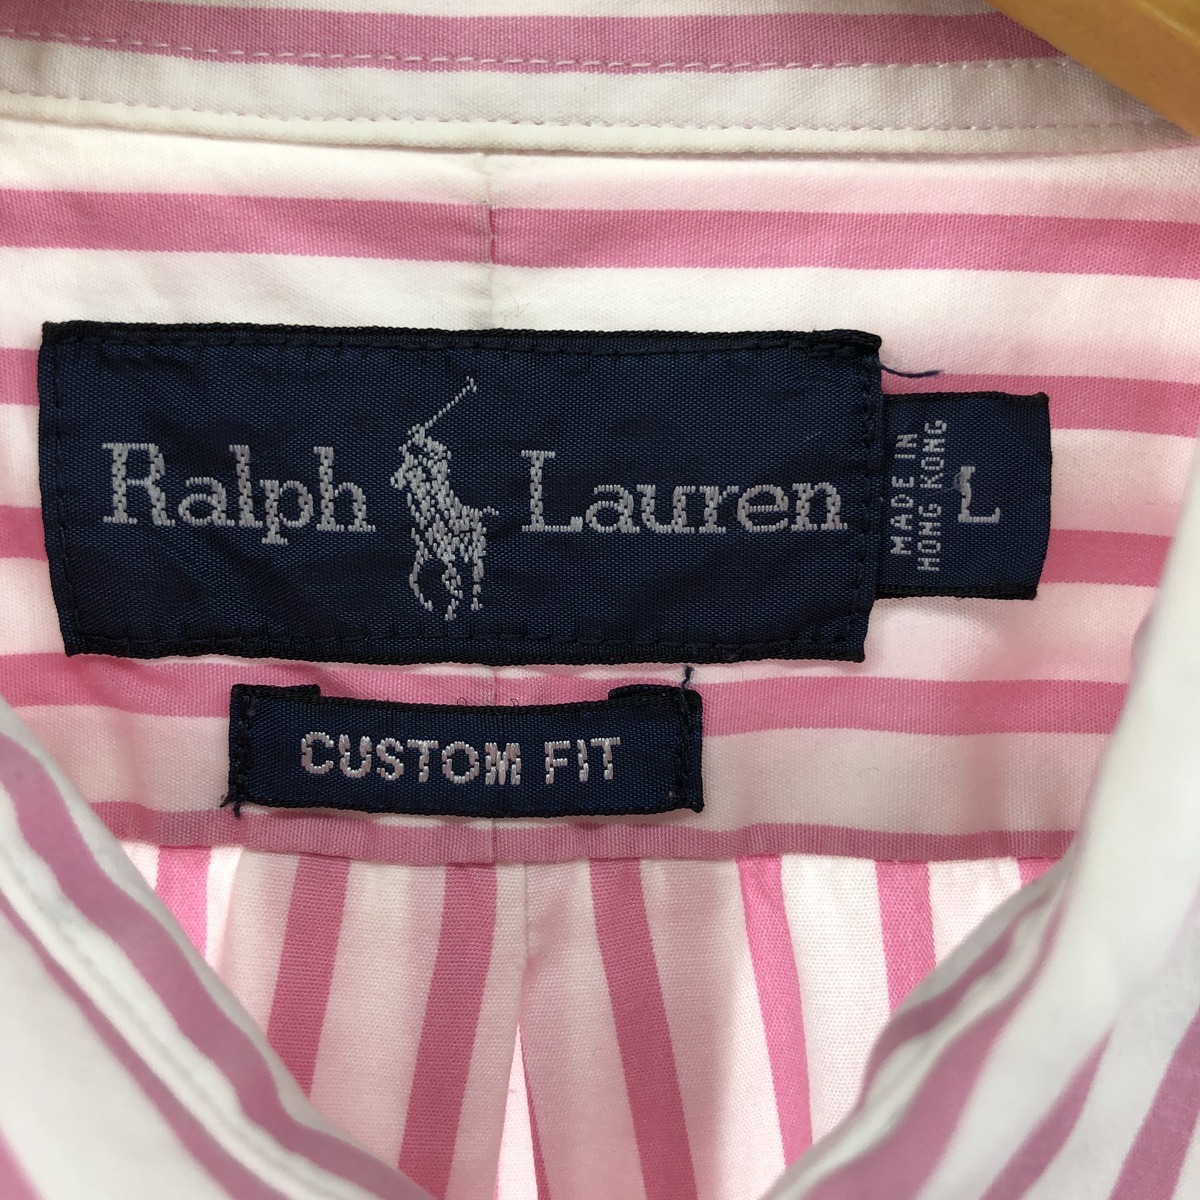 Ralph Lauren
MADE IN
HONG KONG
L
CUSTOM FIT